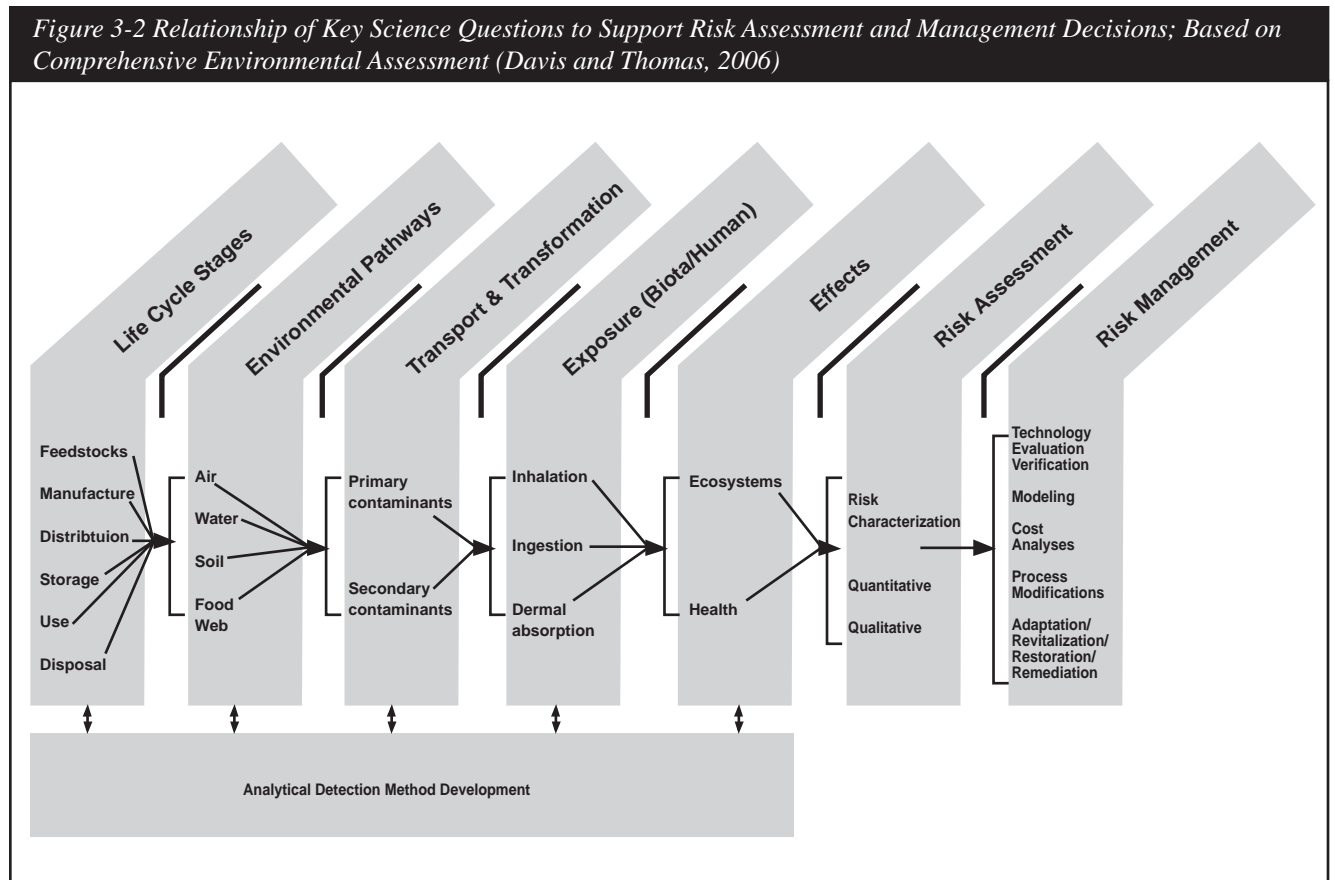 Figure 3-2 Relationship of Key Science Questions to Support Risk Assessment and Management Decisions; Based on
Comprehensive Environmental Assessment (Davis and Thomas, 2006)
Life Cycle Stages
Environmental Pathways
Transport & Transformation
Exposure (Biota/Human)
Effects
Risk Assessment
Risk Management
Feedstocks
Manufacture
Distribtuion
Storage
Use
Disposal
Air
Water
Soil
Food
Web
Primary
contaminants
Secondary
contaminants
Inhalation
Ingestion
Dermal
absorption
Ecosystems
Health
Risk
Characterization
Quantitative
Qualitative
Technology
Evaluation
Verification
Modeling
Cost
Analyses
Process
Modifications
Adaptation/
Revitalization/
Restoration/
Remediation
Analytical Detection Method Development